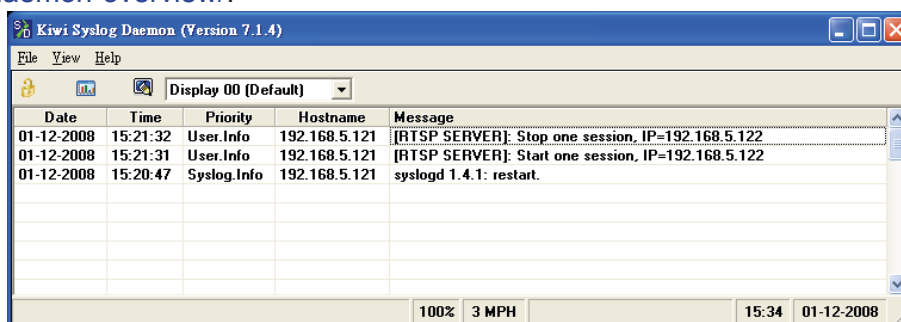 daemon-overview/.
Kiwi Syslog Daemon (Version 7.1.4)
File View Help
Display 00 (Default)
Date Time Priority Hostname Message
01-12-2008 15:21:32 User.Info 192.168.5.121 [RTSP SERVER]: Stop one session, IP=192.168.5.122
01-12-2008 15:21:31 User.Info 192.168.5.121 [RTSP SERVER]: Start one session, IP=192.168.5.122
01-12-2008 15:20:47 Syslog.Info 192.168.5.121 syslogd 1.4.1: restart.
100% 3 MPH 15:34 01-12-2008